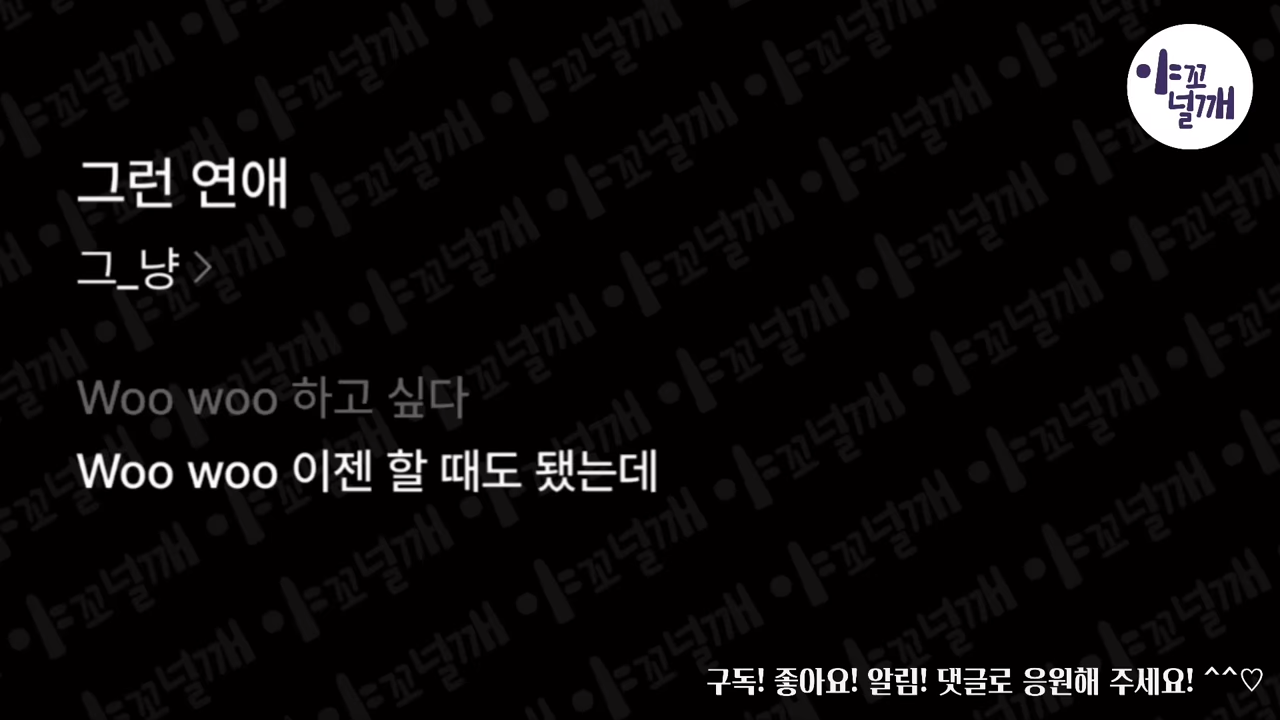 야꼬
널깨
그런 연애
그_냥 >
Woo woo 하고 싶다
Woo woo 이젠 할 때도 됐는데
구독! 좋아요! 알림! 댓글로 응원해 주세요! ^^♡